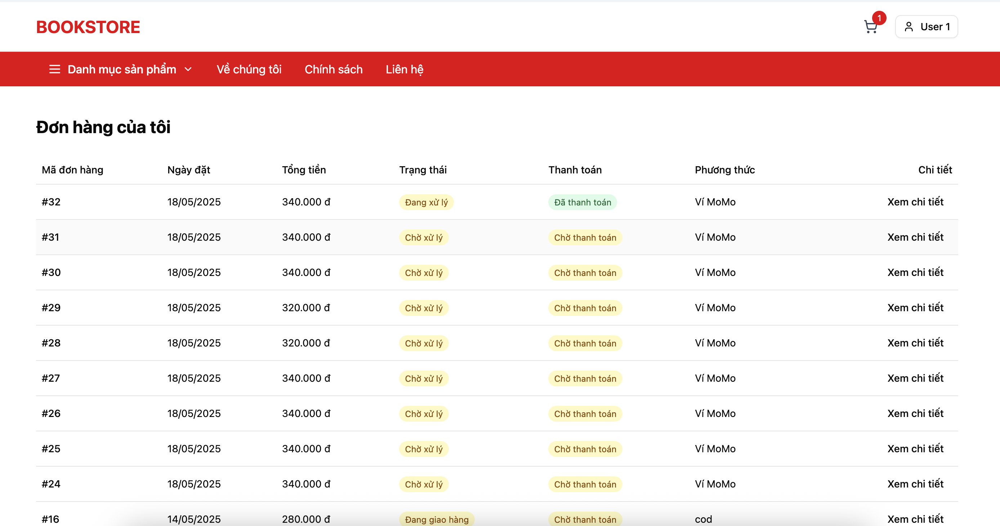 BOOKSTORE 1 User 1
Danh mục sản phẩm Về chúng tôi Chính sách Liên hệ
Đơn hàng của tôi
Mã đơn hàng Ngày đặt Tổng tiền Trạng thái Thanh toán Phương thức Chi tiết
#32 18/05/2025 340.000 đ Đang xử lý Đã thanh toán Ví MoMo Xem chi tiết
#31 18/05/2025 340.000 đ Chờ xử lý Chờ thanh toán Ví MoMo Xem chi tiết
#30 18/05/2025 340.000 đ Chờ xử lý Chờ thanh toán Ví MoMo Xem chi tiết
#29 18/05/2025 320.000 đ Chờ xử lý Chờ thanh toán Ví MoMo Xem chi tiết
#28 18/05/2025 320.000 đ Chờ xử lý Chờ thanh toán Ví MoMo Xem chi tiết
#27 18/05/2025 340.000 đ Chờ xử lý Chờ thanh toán Ví MoMo Xem chi tiết
#26 18/05/2025 340.000 đ Chờ xử lý Chờ thanh toán Ví MoMo Xem chi tiết
#25 18/05/2025 340.000 đ Chờ xử lý Chờ thanh toán Ví MoMo Xem chi tiết
#24 18/05/2025 340.000 đ Chờ xử lý Chờ thanh toán Ví MoMo Xem chi tiết
#16 14/05/2025 280.000 đ Đang giao hàng Chờ thanh toán cod Xem chi tiết